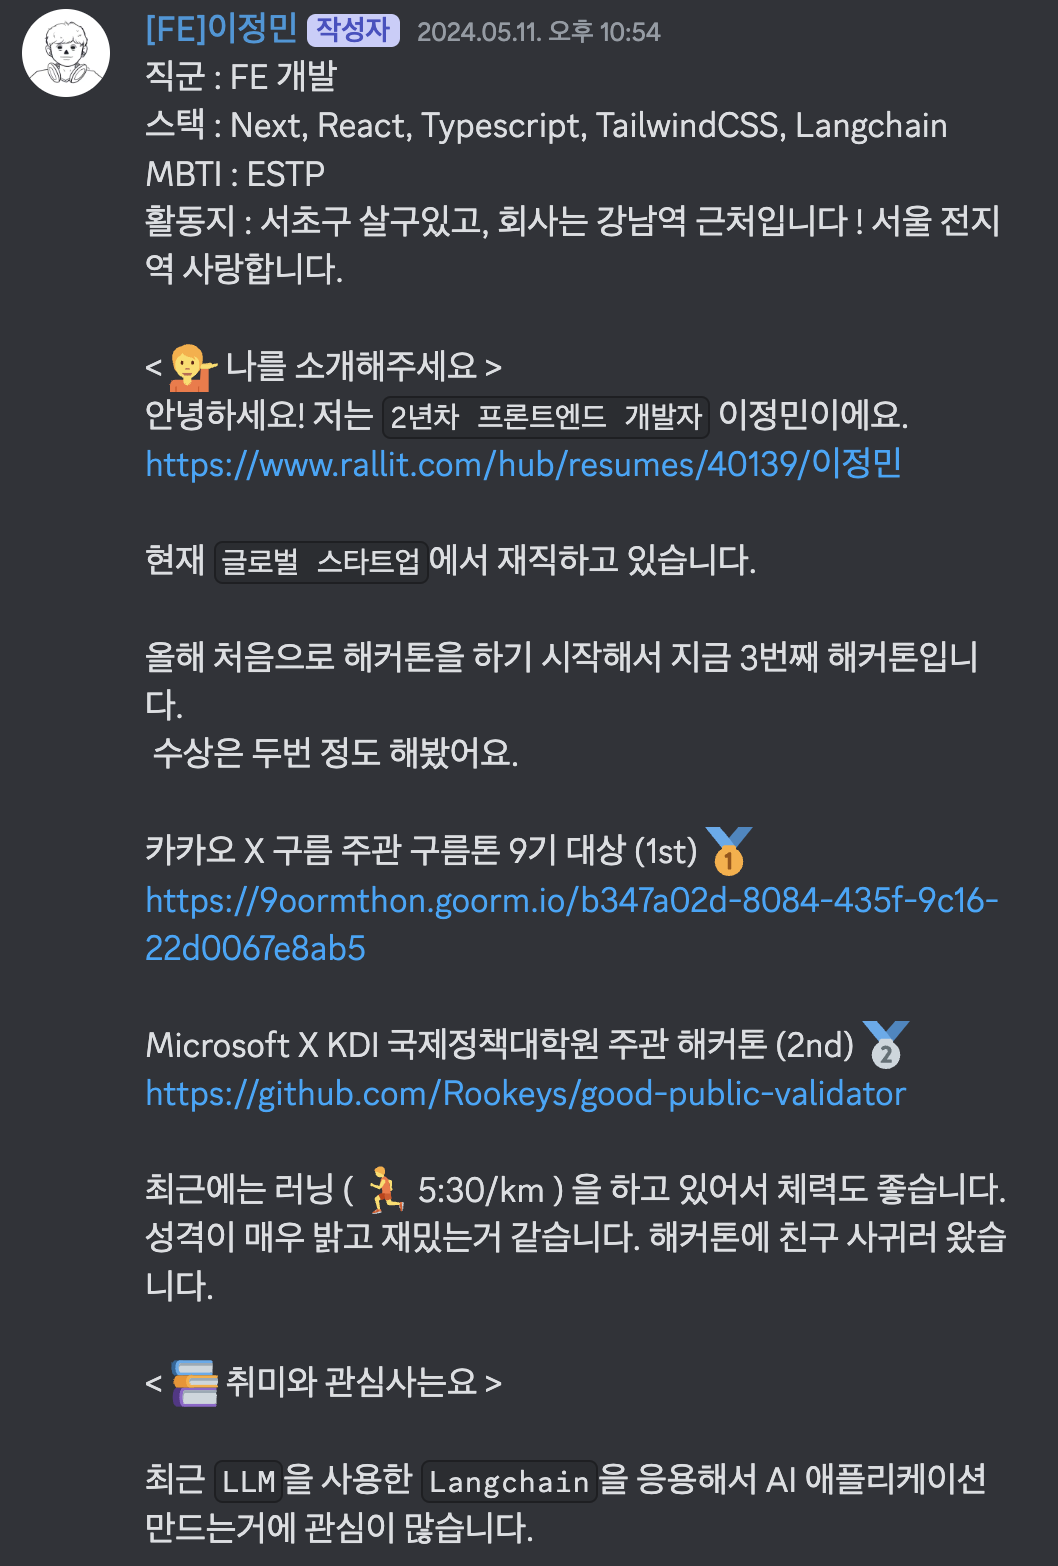 [FE]이정민 작성자 2024.05.11. 오후 10:54
직군 : FE 개발
스택 : Next, React, Typescript, TailwindCSS, Langchain
MBTI : ESTP
활동지 : 서초구 살구있고, 회사는 강남역 근처입니다 ! 서울 전지
역 사랑합니다.
< 💁 나를 소개해주세요 >
안녕하세요! 저는 2년차 프론트엔드 개발자 이정민이에요.
https://www.rallit.com/hub/resumes/40139/이정민
현재 글로벌 스타트업에서 재직하고 있습니다.
올해 처음으로 해커톤을 하기 시작해서 지금 3번째 해커톤입니
다.
수상은 두번 정도 해봤어요.
카카오 X 구름 주관 구름톤 9기 대상 (1st) 🥇
https://9oormthon.goorm.io/b347a02d-8084-435f-9c16-
22d0067e8ab5
Microsoft X KDI 국제정책대학원 주관 해커톤 (2nd) 🥈
https://github.com/Rookeys/good-public-validator
최근에는 러닝 ( 🏃 5:30/km ) 을 하고 있어서 체력도 좋습니다.
성격이 매우 밝고 재밌는거 같습니다. 해커톤에 친구 사귀러 왔습
니다.
< 📚 취미와 관심사는요 >
최근 LLM을 사용한 Langchain을 응용해서 AI 애플리케이션
만드는거에 관심이 많습니다.